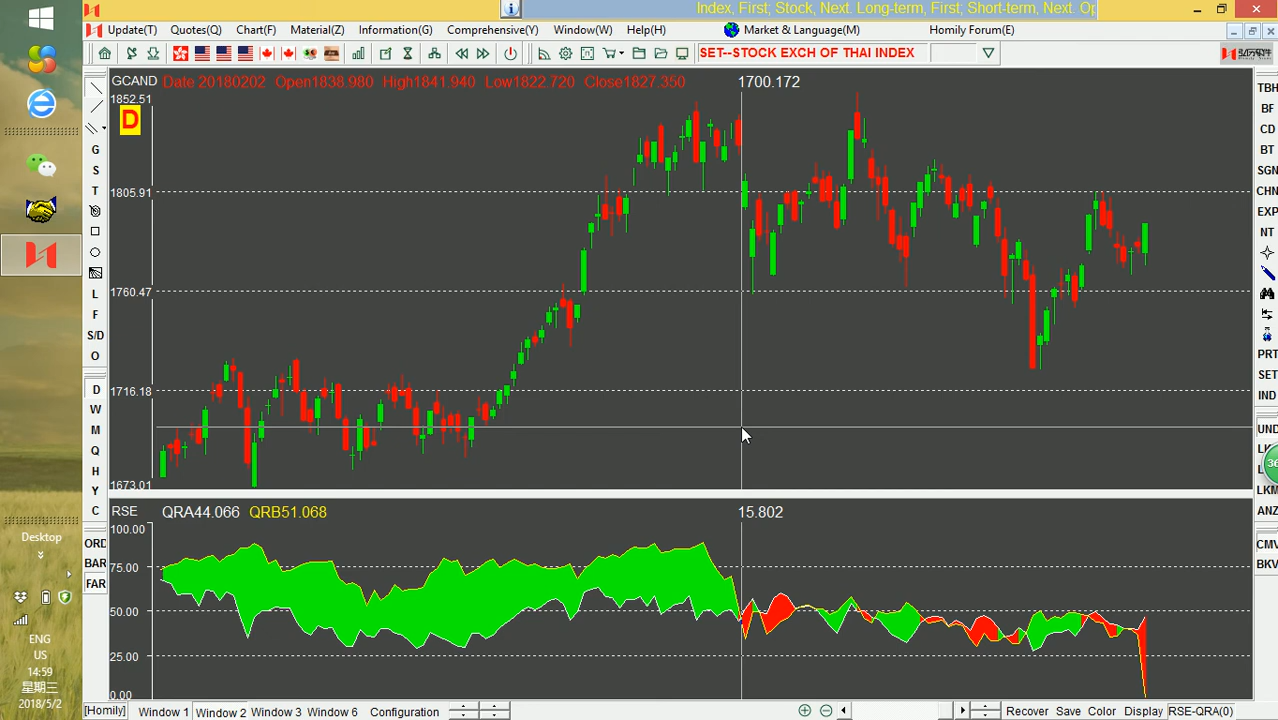 Index, First; Stock, Next. Long-term, First; Short-term, Next. Op
Update(T) Quotes(Q) Chart(F) Material(Z) Information(G) Comprehensive(V) Window(W) Help(H) Market & Language(M) Homily Forum(E)
SET--STOCK EXCH OF THAI INDEX
GCAND Date 20180202 Open1838.980 High1841.940 Low1822.720 Close1827.350 1700.172
1852.51
D
1805.91
1760.47
1716.18
1673.01
RSE QRA44.066 QRB51.068 15.802
100.00
75.00
50.00
25.00
0.00
G
S
T
L
F
S/D
O
D
W
M
Q
H
Y
C
ORD
BAR
FAR
TBH
BF
CD
BT
SGN
CHN
EXP
NT
PRT
SET
IND
UND
LK
L
LKM
ANZ
CMV
BKV
36
Desktop
ENG
US
14:59
星期三
2018/5/2
[Homily] Window 1 Window 2 Window 3 Window 6 Configuration Recover Save Color Display RSE-QRA(0)